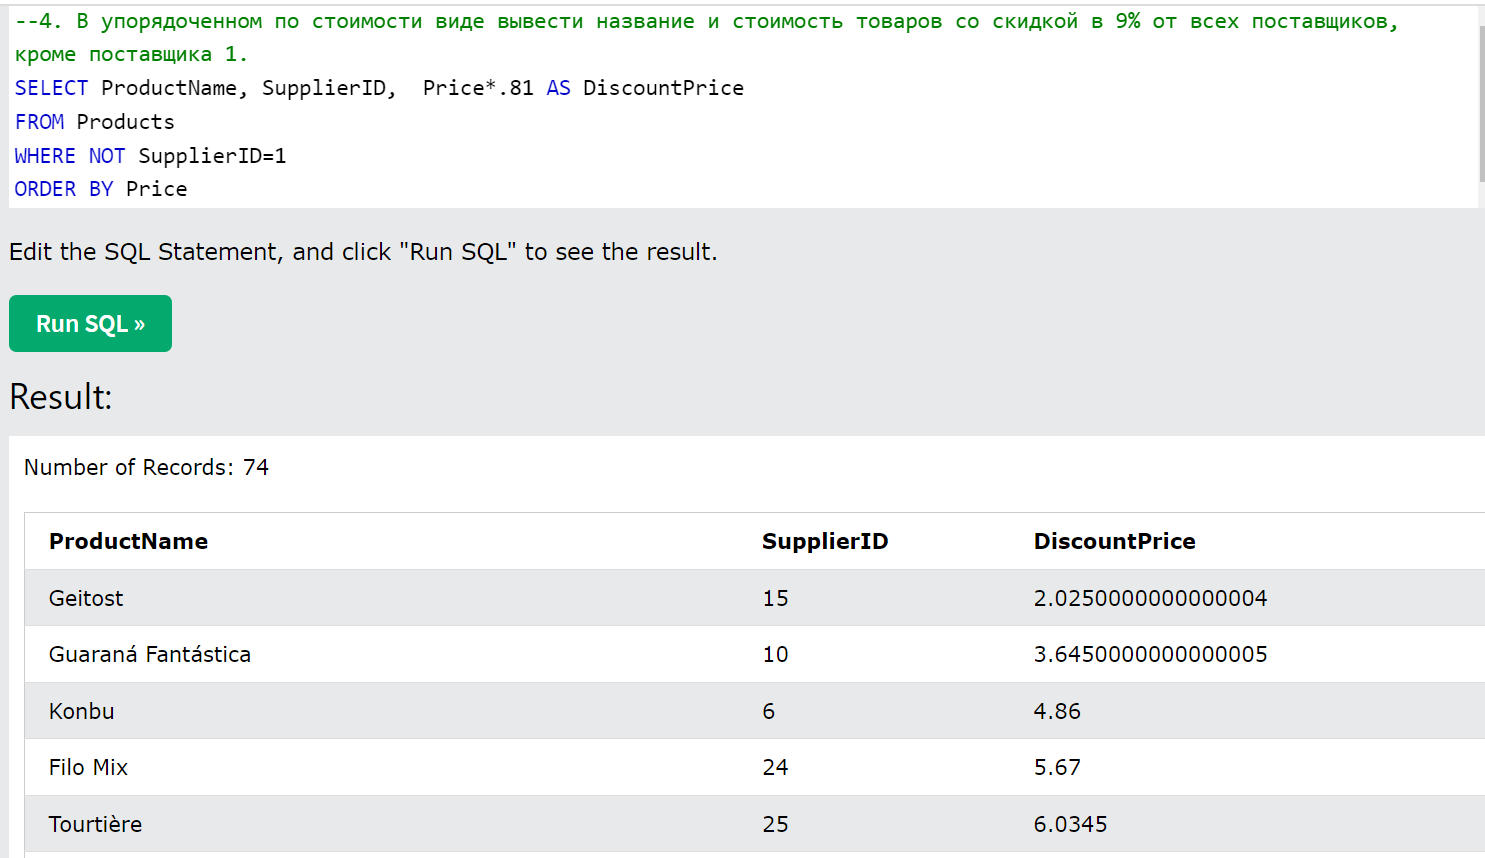 --4. В упорядоченном по стоимости виде вывести название и стоимость товаров со скидкой в 9% от всех поставщиков,
кроме поставщика 1.
SELECT ProductName, SupplierID,  Price*.81 AS DiscountPrice
FROM Products
WHERE NOT SupplierID=1
ORDER BY Price
Edit the SQL Statement, and click "Run SQL" to see the result.
Run SQL »
Result:
Number of Records: 74
ProductName SupplierID DiscountPrice
Geitost 15 2.0250000000000004
Guaraná Fantástica 10 3.6450000000000005
Konbu 6 4.86
Filo Mix 24 5.67
Tourtière 25 6.0345